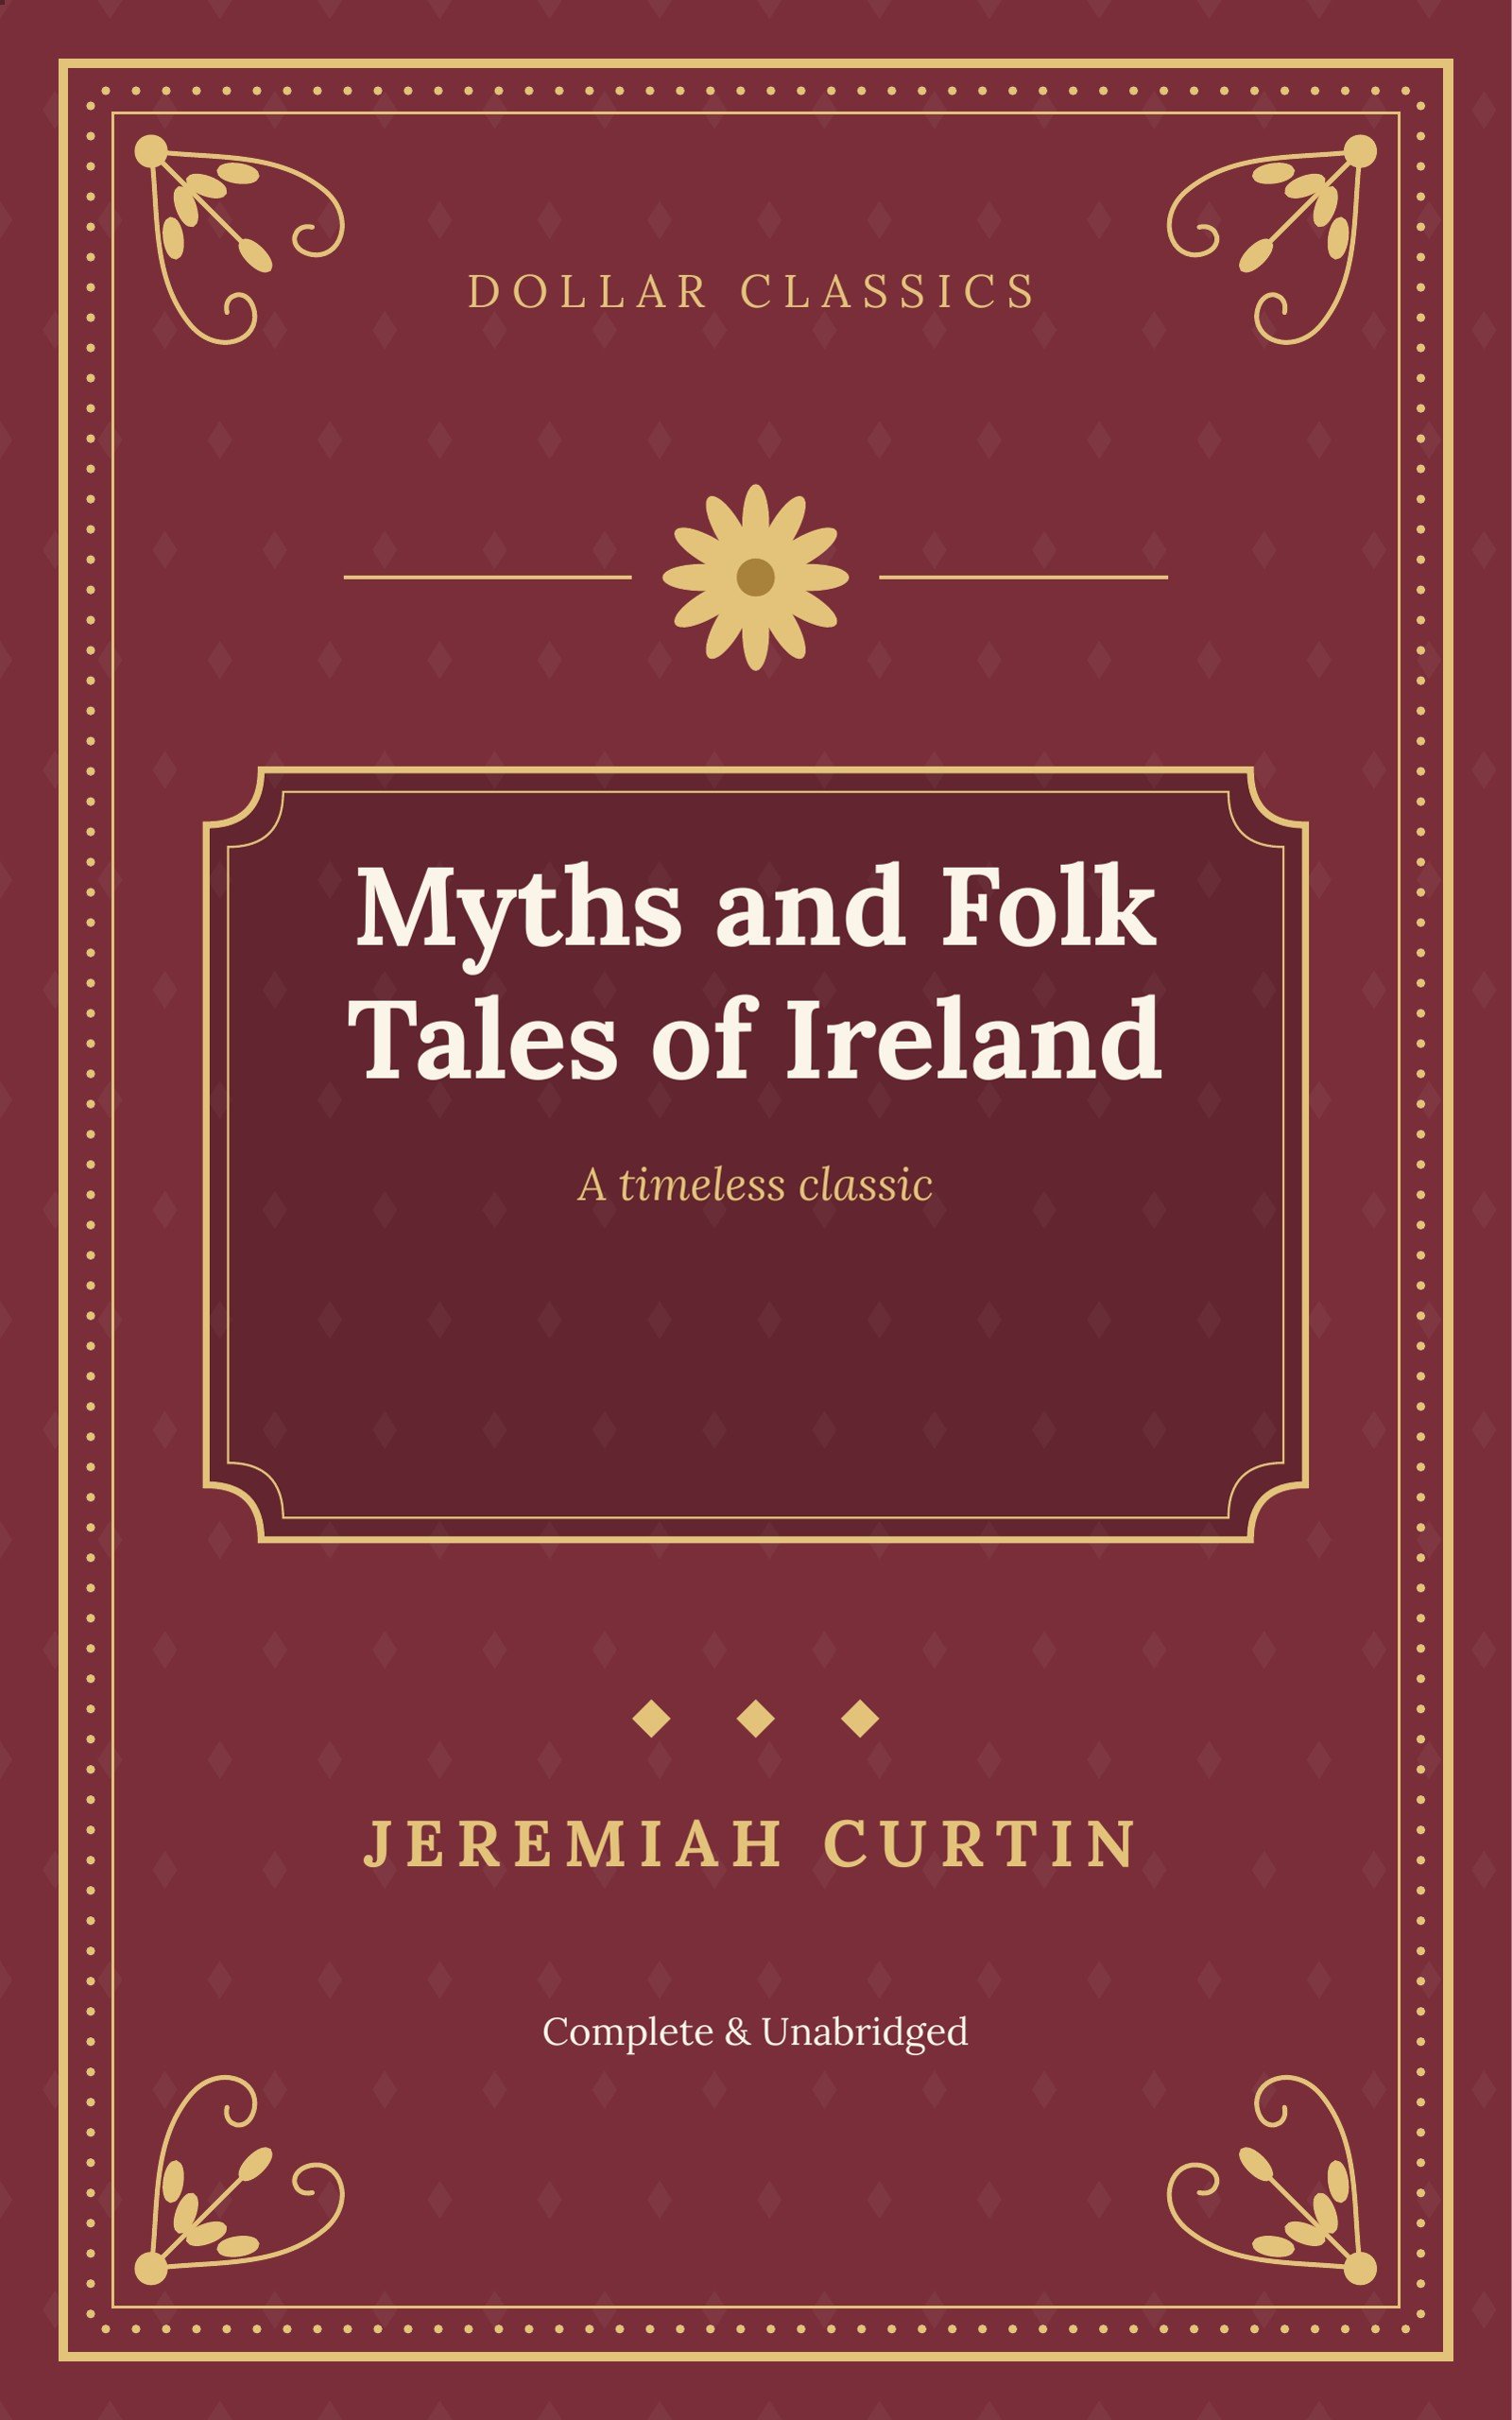 DOLLAR CLASSICS
Myths and Folk
Tales of Ireland
A timeless classic
JEREMIAH CURTIN
Complete & Unabridged